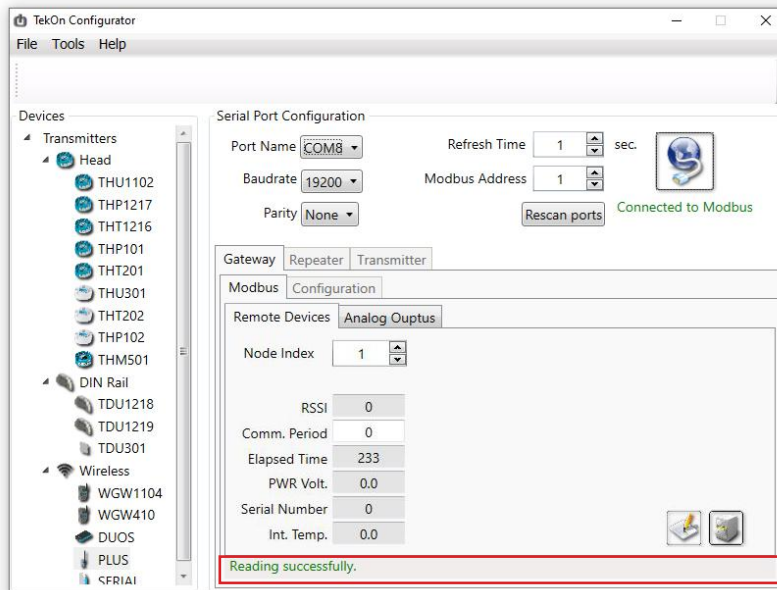 TekOn Configurator
File Tools Help
Devices
Transmitters
Head
THU1102
THP1217
THT1216
THP101
THT201
THU301
THT202
THP102
THM501
DIN Rail
TDU1218
TDU1219
TDU301
Wireless
WGW1104
WGW410
DUOS
PLUS
SERIAL
Serial Port Configuration
Port Name COM8
Refresh Time 1 sec.
Baudrate 19200
Modbus Address 1
Parity None
Rescan ports
Connected to Modbus
Gateway Repeater Transmitter
Modbus Configuration
Remote Devices Analog Ouptus
Node Index 1
RSSI 0
Comm. Period 0
Elapsed Time 233
PWR Volt. 0.0
Serial Number 0
Int. Temp. 0.0
Reading successfully.